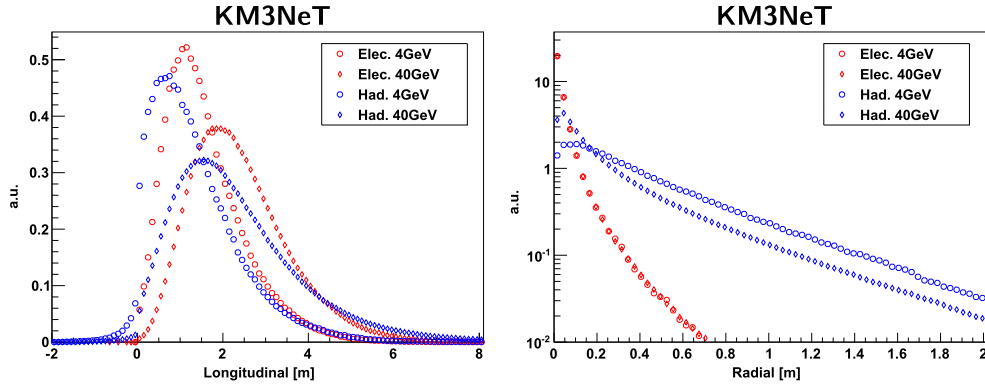 KM3NeT
a.u.
0.5
0.4
0.3
0.2
0.1
0
Elec. 4GeV
Elec. 40GeV
Had. 4GeV
Had. 40GeV
-2 0 2 4 6 8
Longitudinal [m]
KM3NeT
a.u.
10
1
10-1
10-2
Elec. 4GeV
Elec. 40GeV
Had. 4GeV
Had. 40GeV
0 0.2 0.4 0.6 0.8 1 1.2 1.4 1.6 1.8 2
Radial [m]